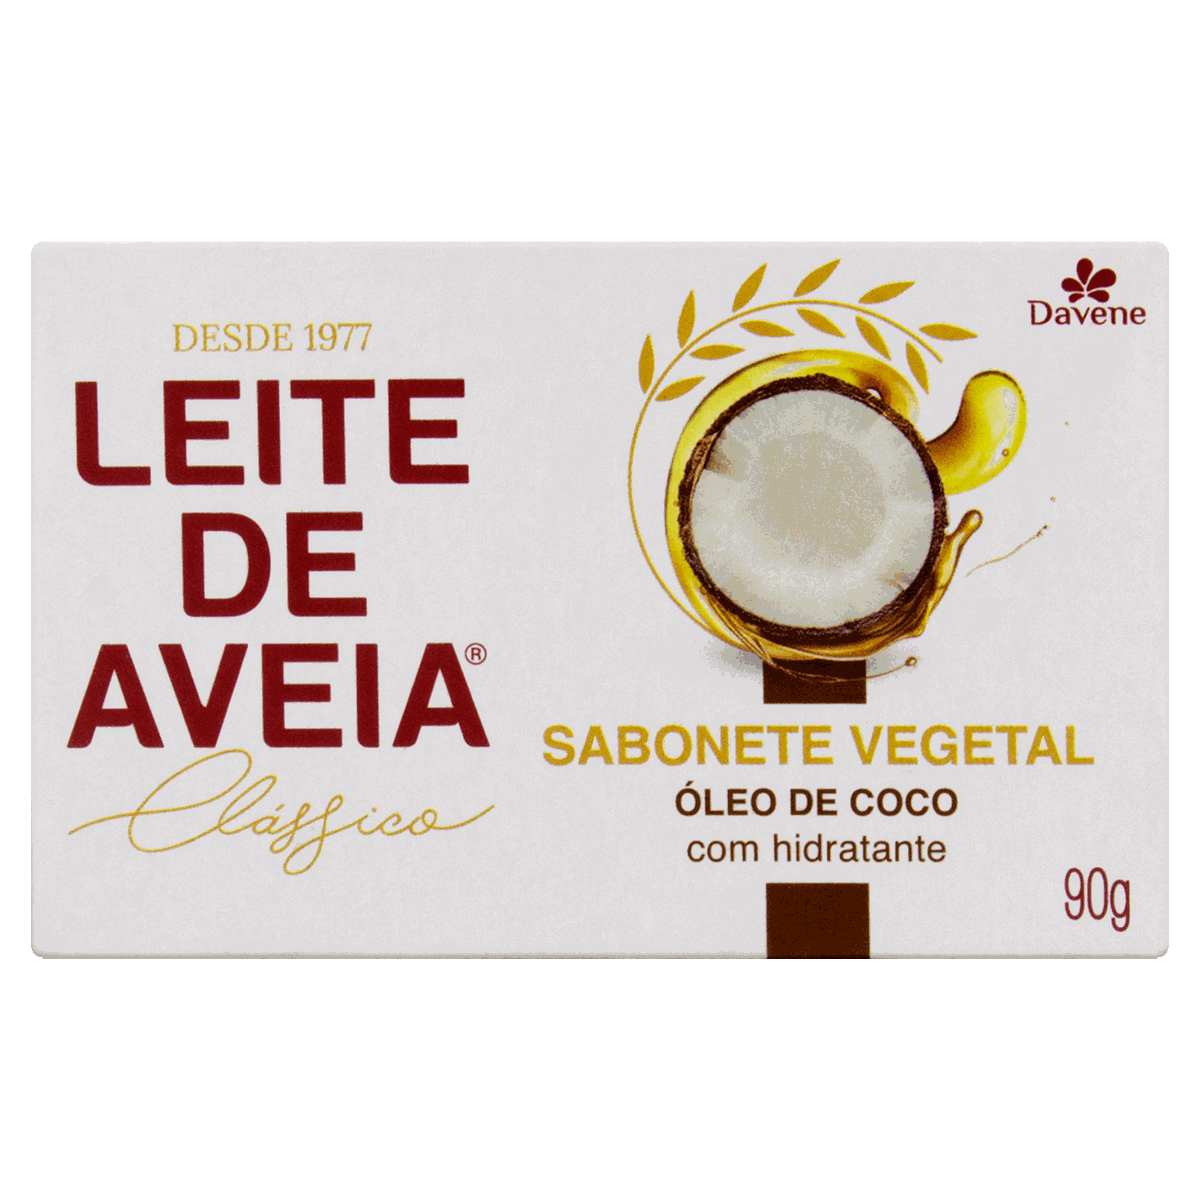 DESDE 1977
LEITE
DE
AVEIA®
Clássico
Davene
SABONETE VEGETAL
ÓLEO DE COCO
com hidratante
90g